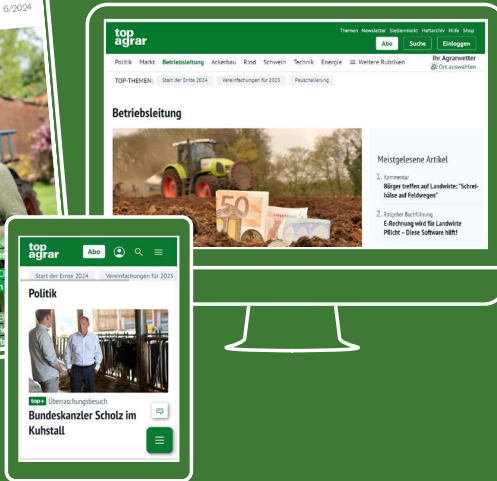 6/2024
top
agrar
Themen Newsletter Stellenmarkt Heftarchiv Hilfe Shop
Abo Suche Einloggen
Politik Markt Betriebsleitung Ackerbau Rind Schwein Technik Energie Weitere Rubriken
Ihr Agrarwetter
Ort auswählen
TOP-THEMEN: Start der Ernte 2024 Vereinfachungen für 2025 Pauschalierung
Betriebsleitung
50
Meistgelesene Artikel
1. Kommentar
Bürger treffen auf Landwirte: "Schrei-
hälse auf Feldwegen"
2. Ratgeber Buchführung
E-Rechnung wird für Landwirte
Pflicht – Diese Software hilft!
top
agrar
Abo
Start der Ernte 2024 Vereinfachungen für 2025
Politik
top+ Überraschungsbesuch
Bundeskanzler Scholz im
Kuhstall